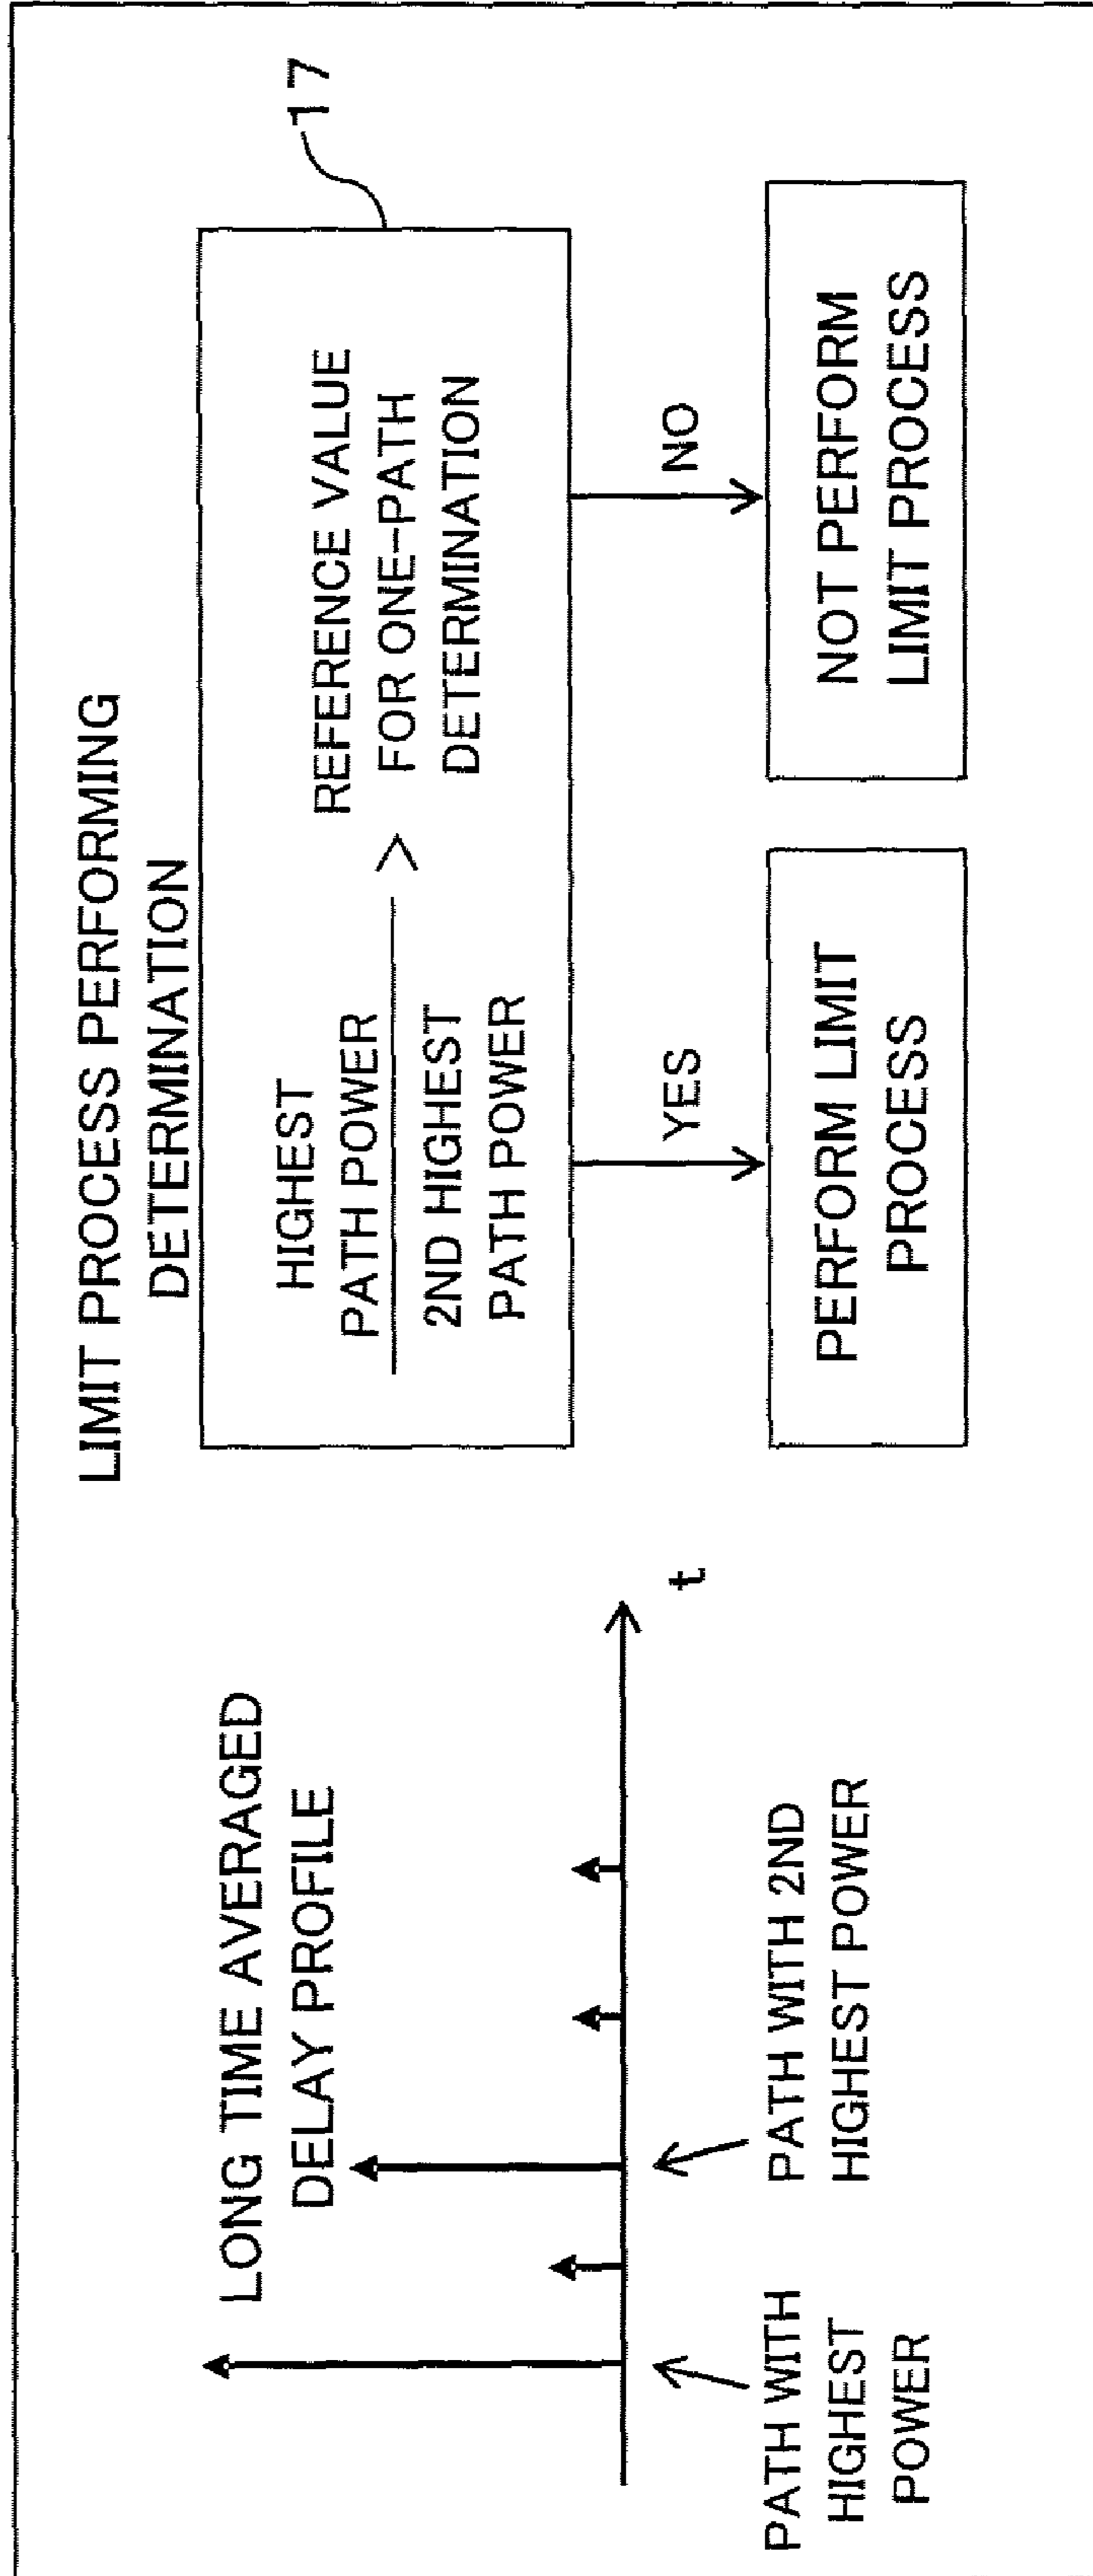 LONG TIME AVERAGED
DELAY PROFILE
t
PATH WITH
HIGHEST
POWER
PATH WITH 2ND
HIGHEST POWER
LIMIT PROCESS PERFORMING
DETERMINATION
17
HIGHEST
PATH POWER
2ND HIGHEST
PATH POWER
>
REFERENCE VALUE
FOR ONE-PATH
DETERMINATION
YES
NO
PERFORM LIMIT
PROCESS
NOT PERFORM
LIMIT PROCESS